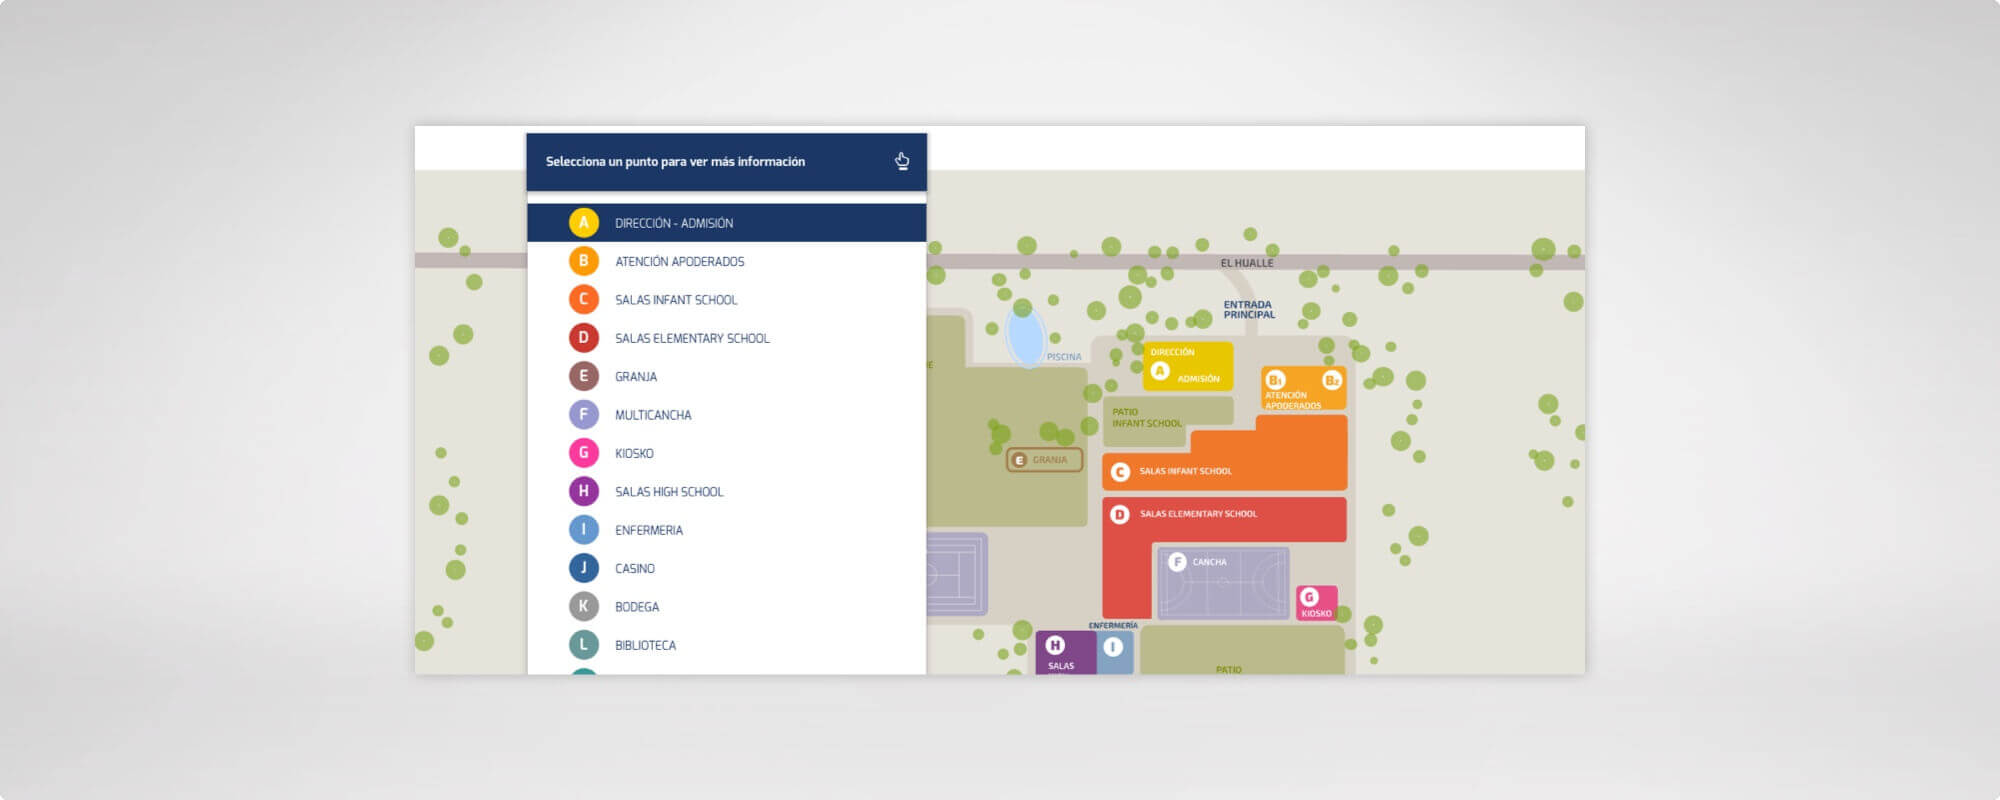 Selecciona un punto para ver más información
A DIRECCIÓN - ADMISIÓN
B ATENCIÓN APODERADOS
C SALAS INFANT SCHOOL
D SALAS ELEMENTARY SCHOOL
E GRANJA
F MULTICANCHA
G KIOSKO
H SALAS HIGH SCHOOL
I ENFERMERIA
J CASINO
K BODEGA
L BIBLIOTECA
EL HUALLE
ENTRADA
PRINCIPAL
PISCINA
DIRECCIÓN
A ADMISIÓN
B1 B2
ATENCIÓN
APODERADOS
PATIO
INFANT SCHOOL
E GRANJA
C SALAS INFANT SCHOOL
D SALAS ELEMENTARY SCHOOL
F CANCHA
G
KIOSKO
ENFERMERÍA
H
SALAS
I
PATIO